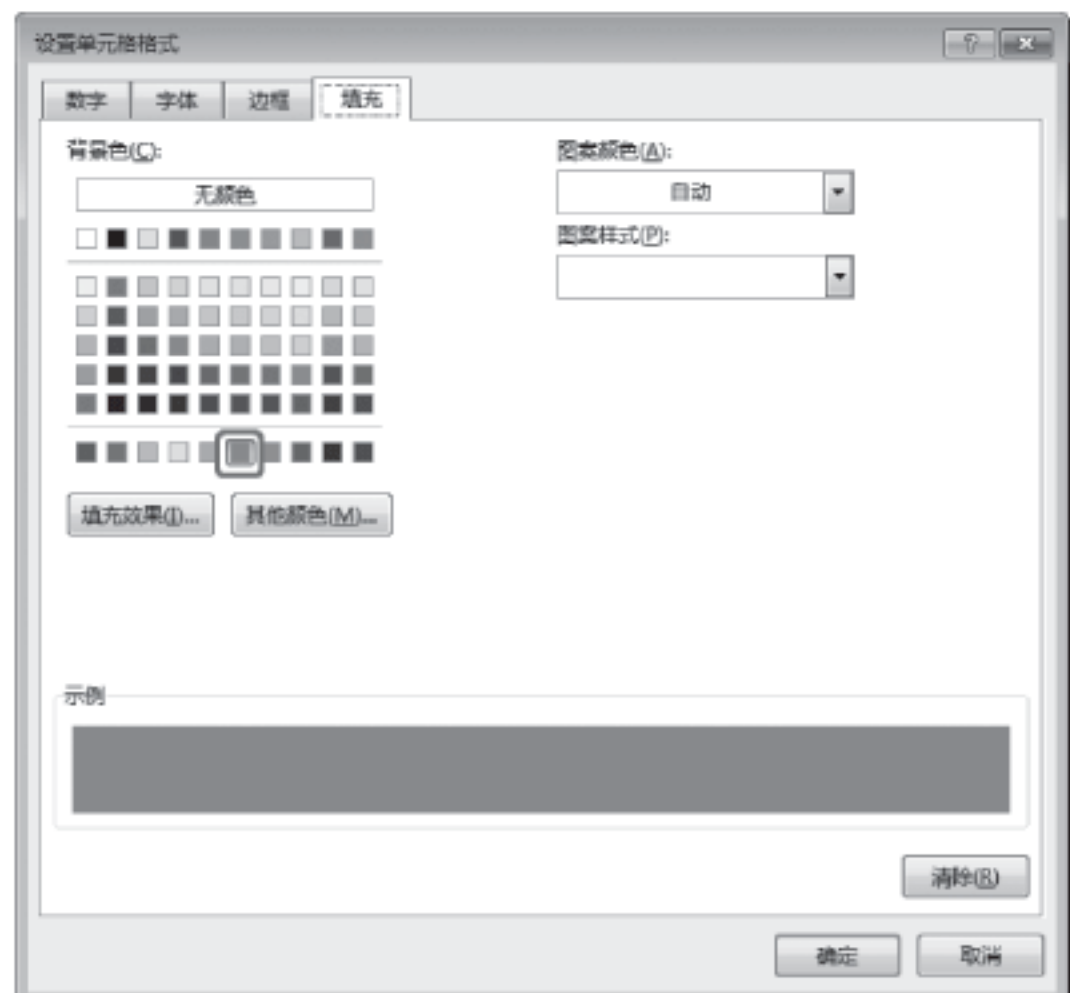 设置单元格格式
数字 字体 边框 填充
背景色(C):
无颜色
图案颜色(A):
自动
图案样式(P):
填充效果(I)... 其他颜色(M)...
示例
清除(R)
确定 取消